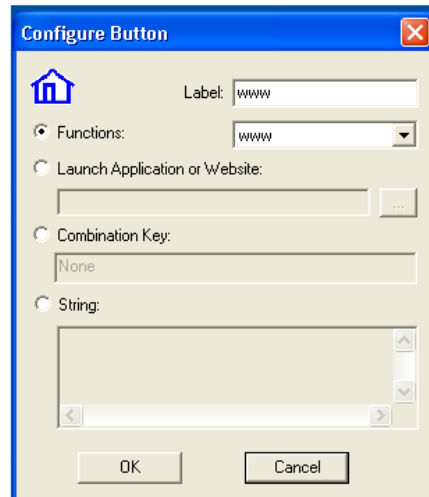 Configure Button
Label: www
Functions: www
Launch Application or Website:
...
Combination Key:
None
String:
OK Cancel